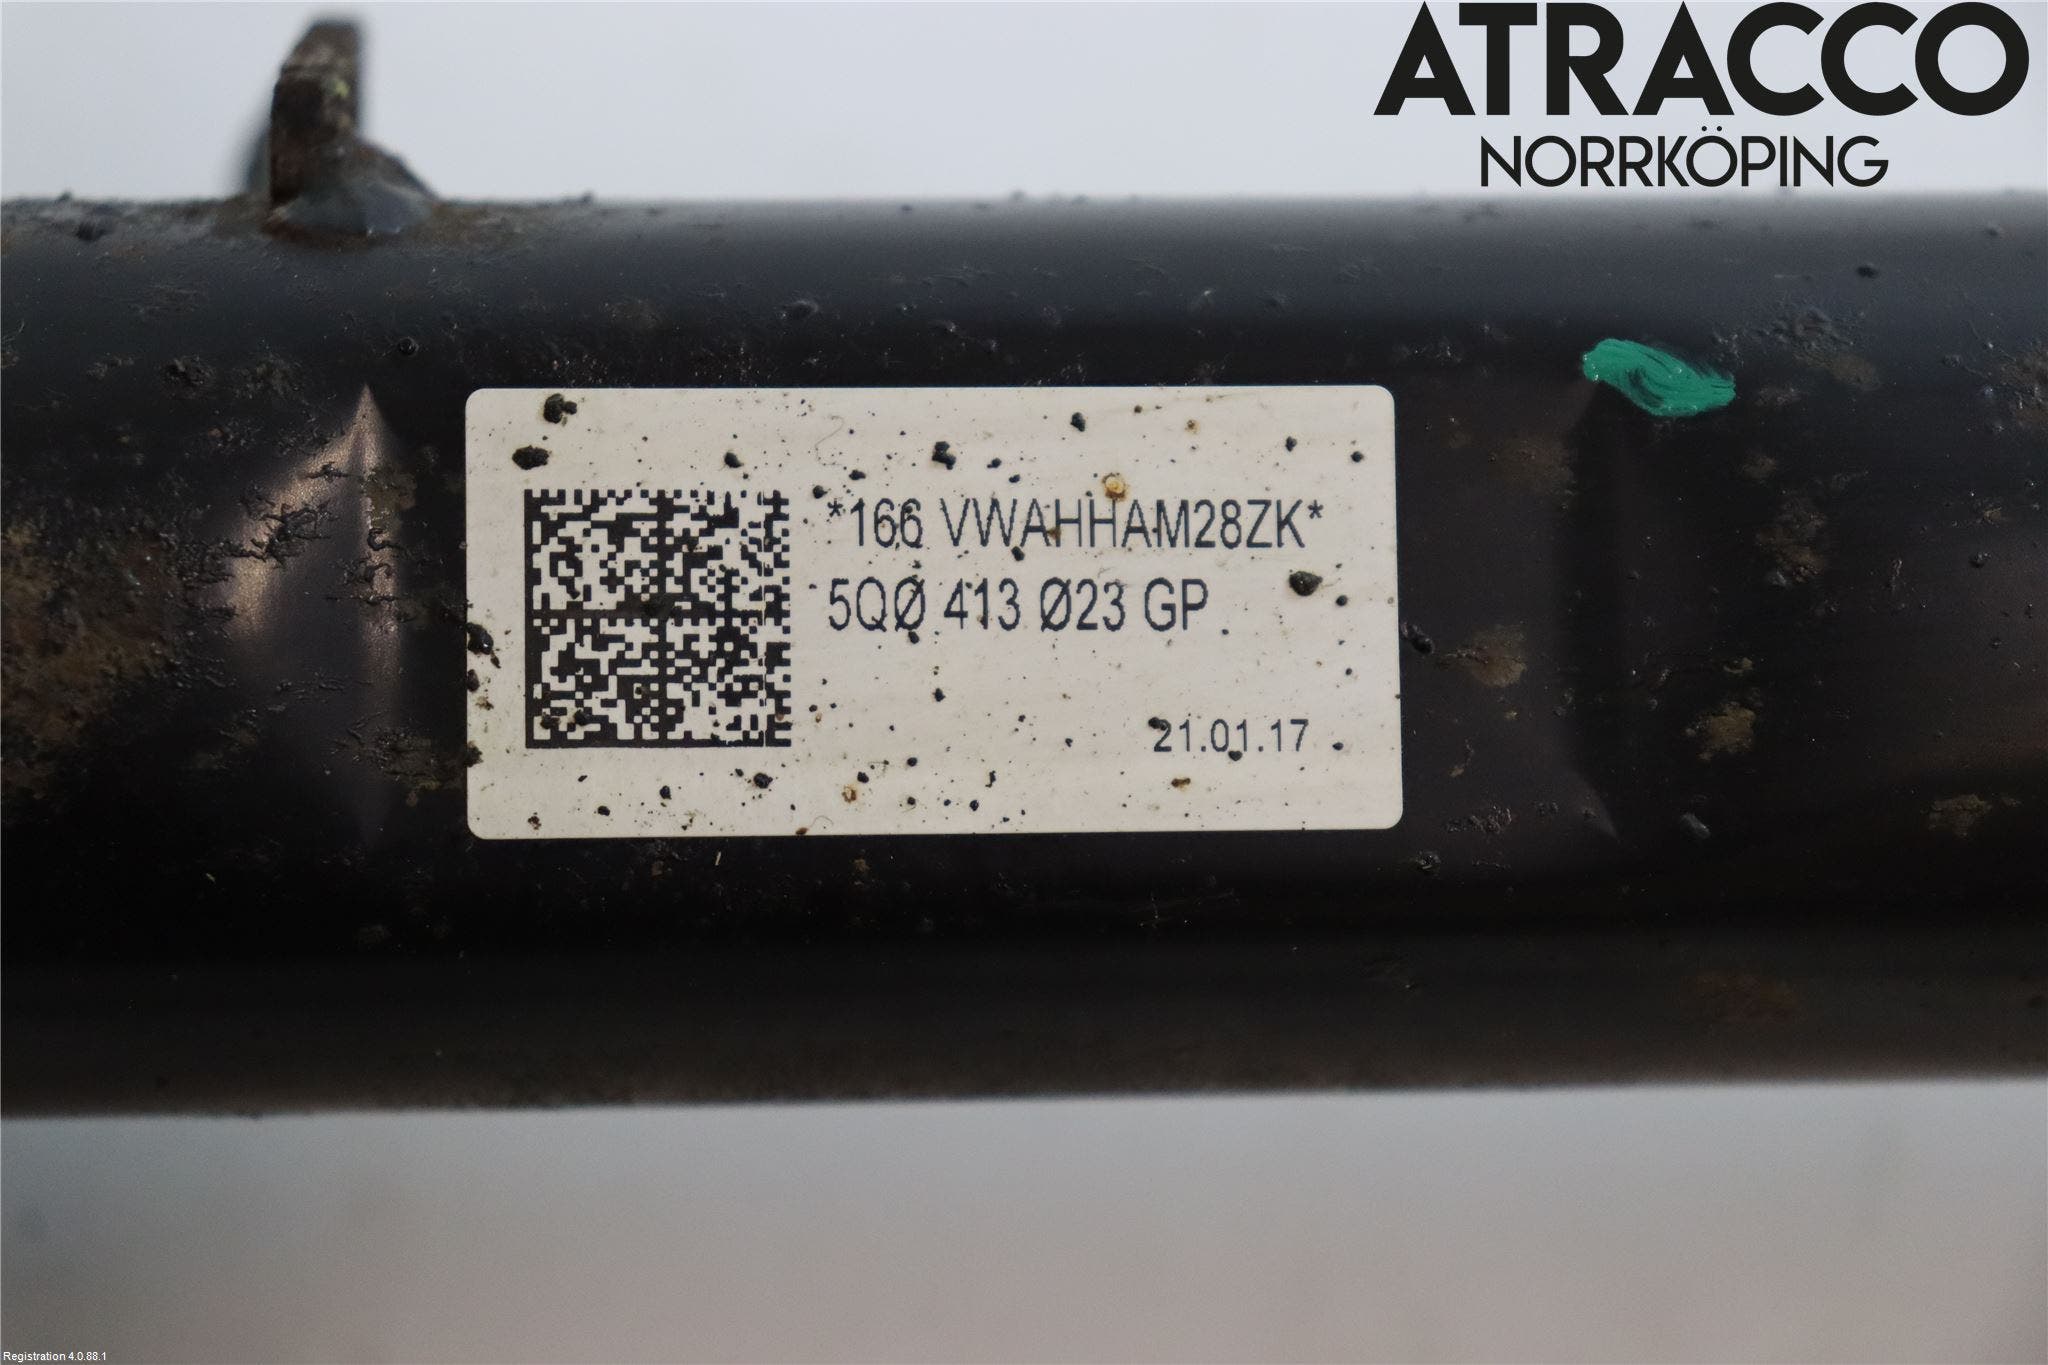 ATRACCO
NORRKÖPING
*166 VWAHHAM28ZK*
5QØ 413 Ø23 GP
21.01.17
Registration 4.0.88.1